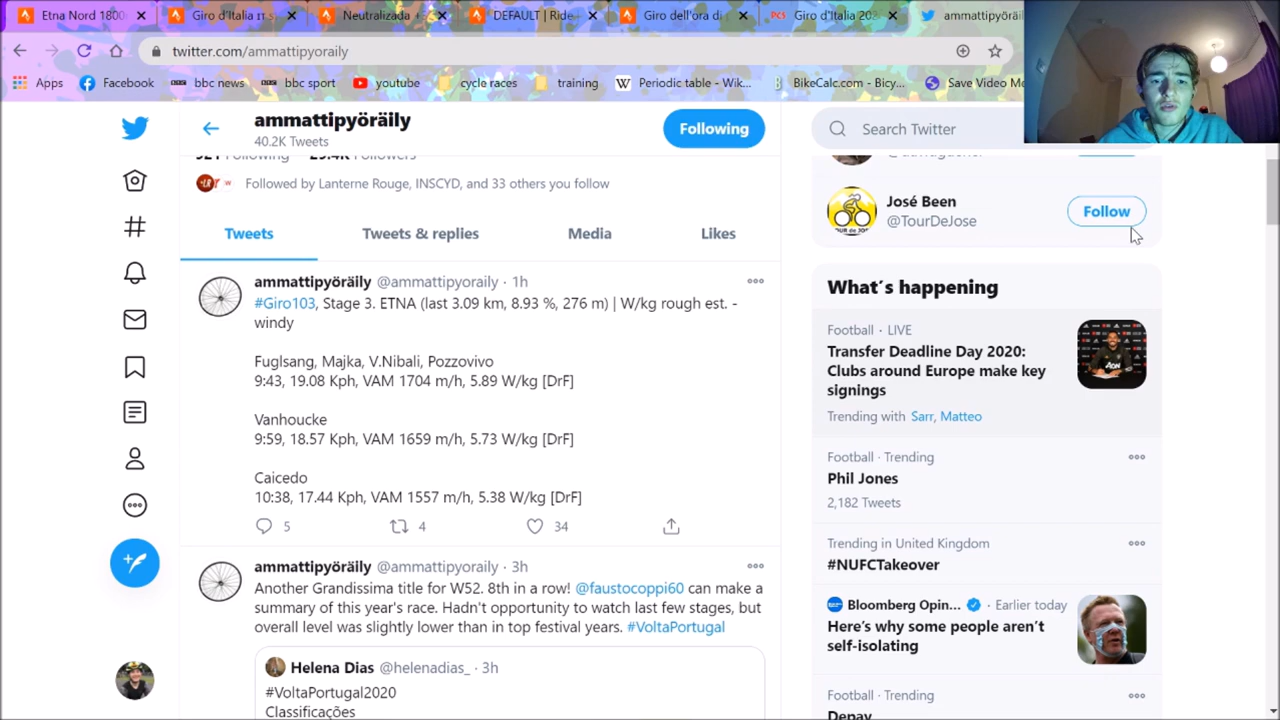 Etna Nord 1800
Giro d'Italia
Neutralizada
DEFAULT | Ride
Giro dell'ora di
PCS Giro d'Italia 202
ammattipyöräil
twitter.com/ammattipyoraily
Apps
Facebook
BBC bbc news
BBC bbc sport
youtube
cycle races
training
W Periodic table - Wik...
BikeCalc.com - Bicy...
Save Video Me
ammattipyöräily
40.2K Tweets
Following
Search Twitter
Following Followers
LR W Followed by Lanterne Rouge, INSCYD, and 33 others you follow
Tweets
Tweets & replies
Media
Likes
ammattipyöräily @ammattipyoraily · 1h
#Giro103, Stage 3. ETNA (last 3.09 km, 8.93 %, 276 m) | W/kg rough est. -
windy
Fuglsang, Majka, V.Nibali, Pozzovivo
9:43, 19.08 Kph, VAM 1704 m/h, 5.89 W/kg [DrF]
Vanhoucke
9:59, 18.57 Kph, VAM 1659 m/h, 5.73 W/kg [DrF]
Caicedo
10:38, 17.44 Kph, VAM 1557 m/h, 5.38 W/kg [DrF]
5
4
34
ammattipyöräily @ammattipyoraily · 3h
Another Grandissima title for W52. 8th in a row! @faustocoppi60 can make a
summary of this year's race. Hadn't opportunity to watch last few stages, but
overall level was slightly lower than in top festival years. #VoltaPortugal
Helena Dias @helenadias_ · 3h
#VoltaPortugal2020
Classificações
José Been
@TourDeJose
Follow
What's happening
Football · LIVE
Transfer Deadline Day 2020:
Clubs around Europe make key
signings
Trending with Sarr, Matteo
Football · Trending
Phil Jones
2,182 Tweets
Trending in United Kingdom
#NUFCTakeover
Bloomberg Opin... · Earlier today
Here's why some people aren't
self-isolating
Football · Trending
Depay